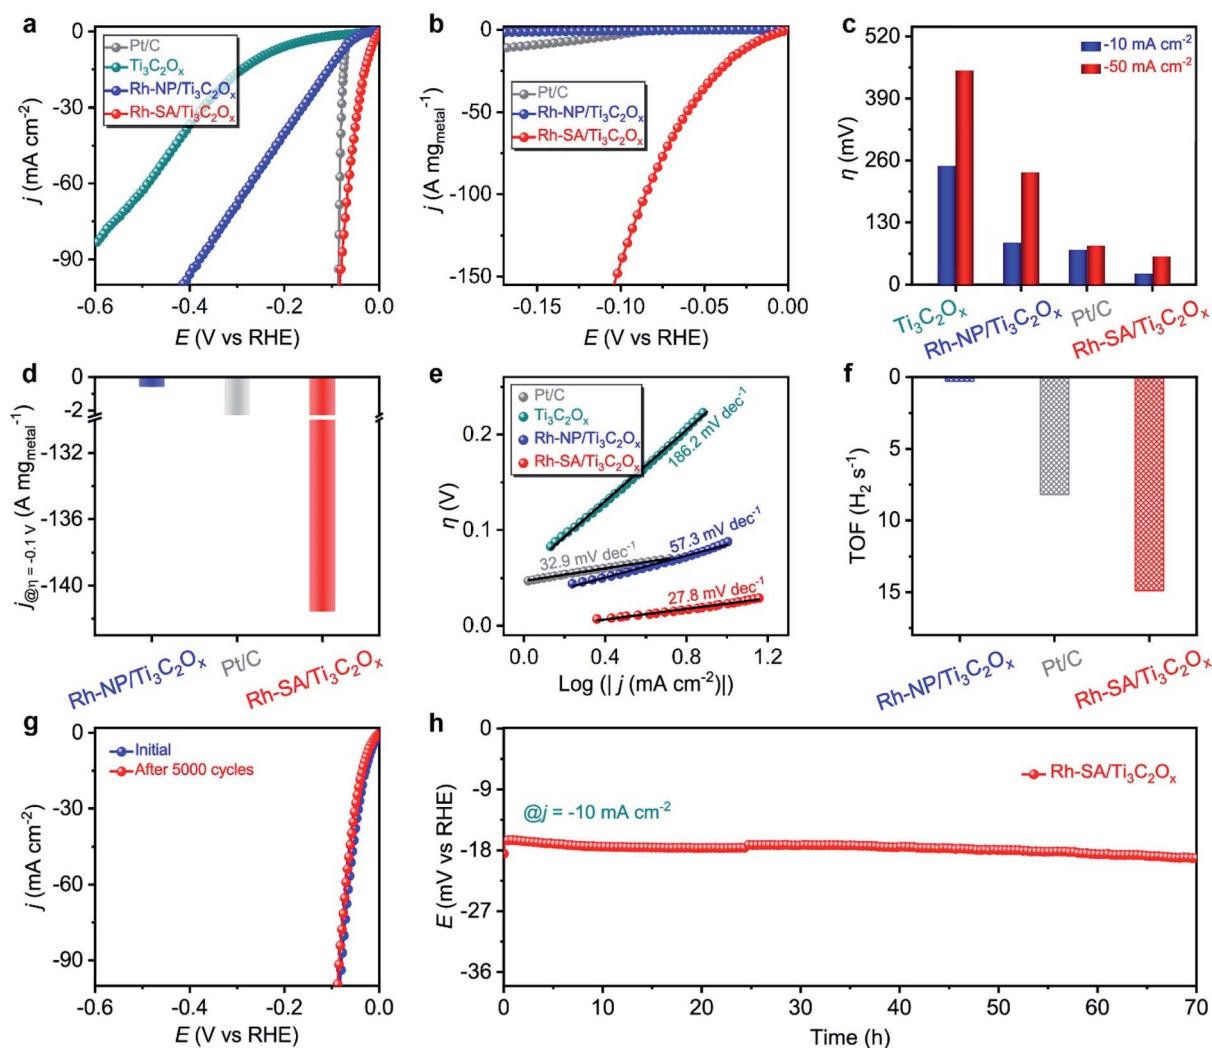 a
Pt/C
Ti₃C₂Oₓ
Rh-NP/Ti₃C₂Oₓ
Rh-SA/Ti₃C₂Oₓ
j (mA cm⁻²)
0
-30
-60
-90
-0.6 -0.4 -0.2 0.0
E (V vs RHE)
b
Pt/C
Rh-NP/Ti₃C₂Oₓ
Rh-SA/Ti₃C₂Oₓ
j (A mg_metal⁻¹)
0
-50
-100
-150
-0.15 -0.10 -0.05 0.00
E (V vs RHE)
c
-10 mA cm⁻²
-50 mA cm⁻²
η (mV)
520
390
260
130
0
Ti₃C₂Oₓ
Rh-NP/Ti₃C₂Oₓ
Pt/C
Rh-SA/Ti₃C₂Oₓ
d
j@η = -0.1 V (A mg_metal⁻¹)
0
-2
-132
-136
-140
Rh-NP/Ti₃C₂Oₓ
Pt/C
Rh-SA/Ti₃C₂Oₓ
e
Pt/C
Ti₃C₂Oₓ
Rh-NP/Ti₃C₂Oₓ
Rh-SA/Ti₃C₂Oₓ
186.2 mV dec⁻¹
57.3 mV dec⁻¹
32.9 mV dec⁻¹
27.8 mV dec⁻¹
η (V)
0.2
0.1
0.0
0.0 0.4 0.8 1.2
Log (| j (mA cm⁻²)|)
f
TOF (H₂ s⁻¹)
0
5
10
15
Rh-NP/Ti₃C₂Oₓ
Pt/C
Rh-SA/Ti₃C₂Oₓ
g
Initial
After 5000 cycles
j (mA cm⁻²)
0
-30
-60
-90
-0.6 -0.4 -0.2 0.0
E (V vs RHE)
h
Rh-SA/Ti₃C₂Oₓ
@j = -10 mA cm⁻²
E (mV vs RHE)
0
-9
-18
-27
-36
0 10 20 30 40 50 60 70
Time (h)